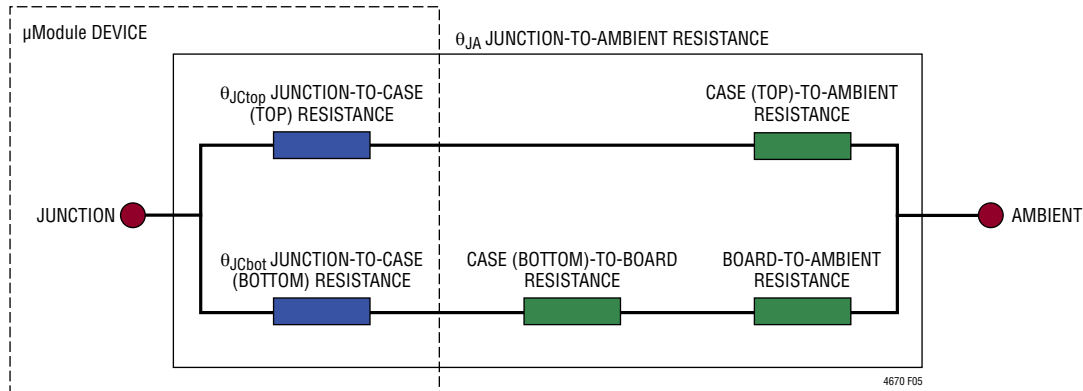 µModule DEVICE
θJA JUNCTION-TO-AMBIENT RESISTANCE
θJCtop JUNCTION-TO-CASE
(TOP) RESISTANCE
CASE (TOP)-TO-AMBIENT
RESISTANCE
JUNCTION
AMBIENT
θJCbot JUNCTION-TO-CASE
(BOTTOM) RESISTANCE
CASE (BOTTOM)-TO-BOARD
RESISTANCE
BOARD-TO-AMBIENT
RESISTANCE
4670 F05